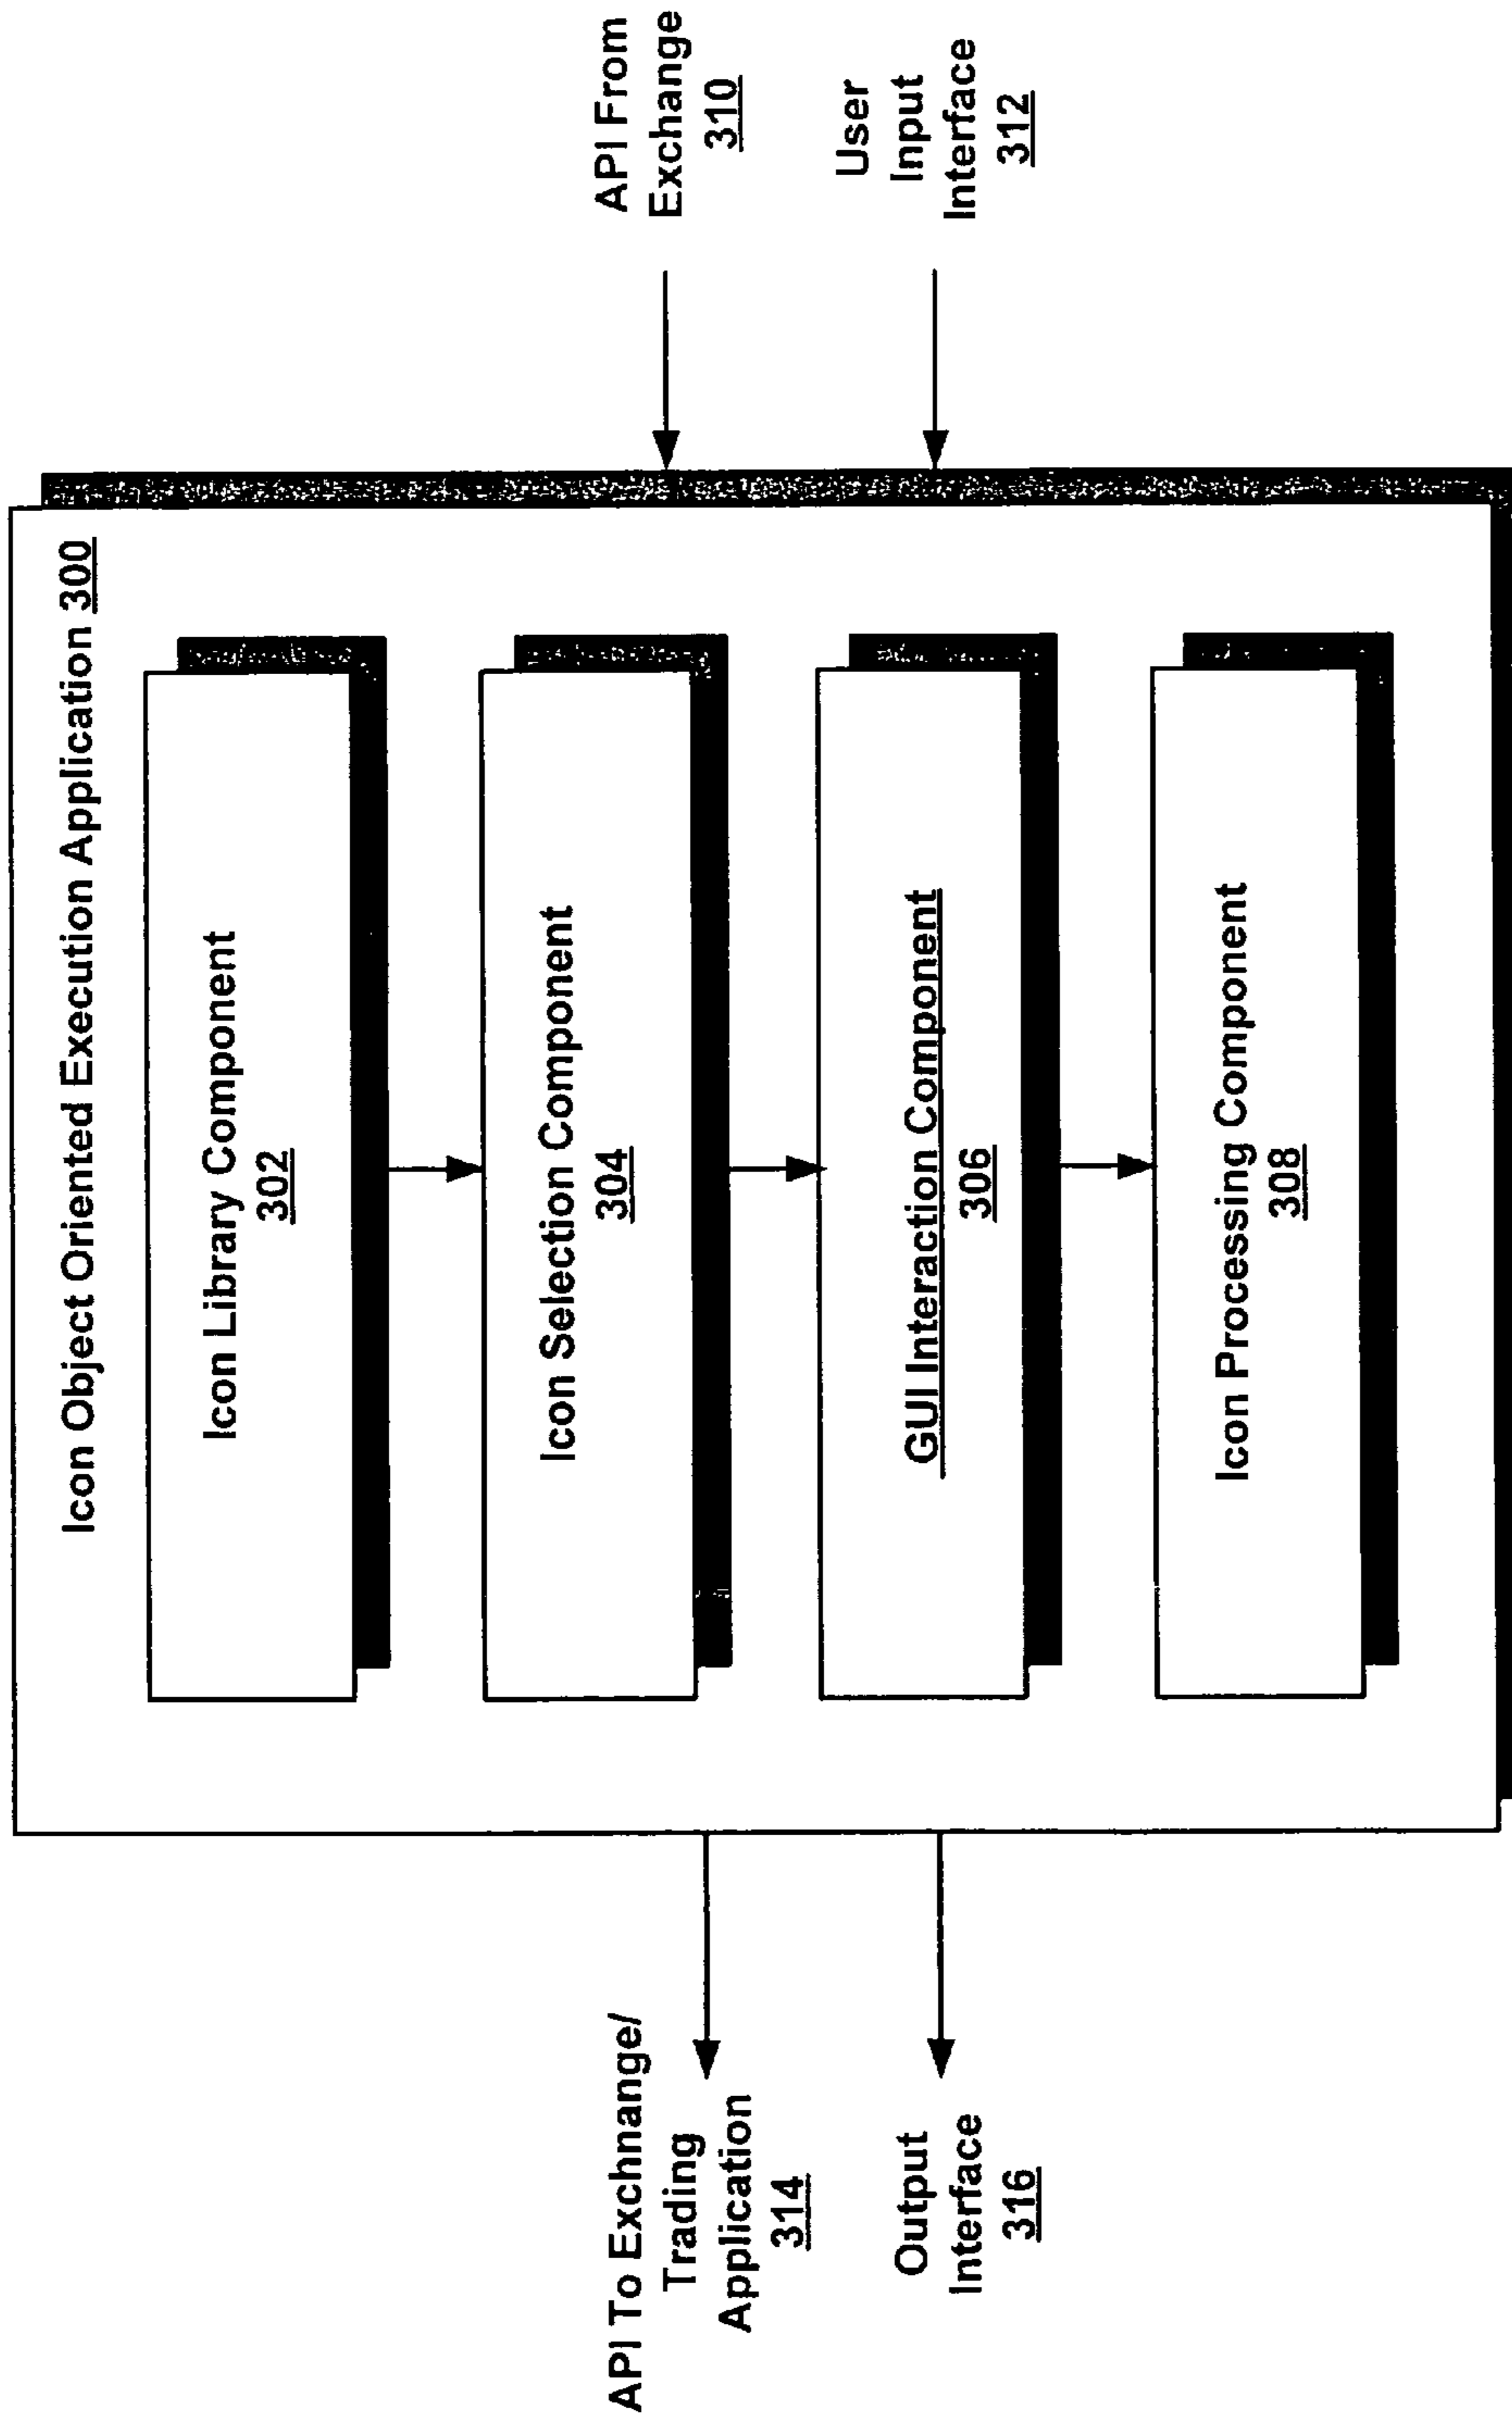 Icon Object Oriented Execution Application 300
Icon Library Component
302
Icon Selection Component
304
GUI Interaction Component
306
Icon Processing Component
308
API From
Exchange
310
User
Input
Interface
312
API To Exchnange/
Trading
Application
314
Output
Interface
316